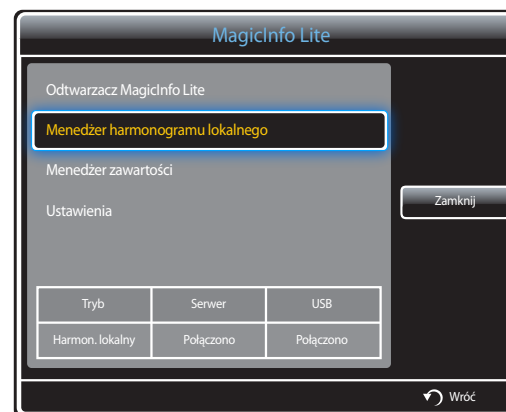 MagicInfo Lite
Odtwarzacz MagicInfo Lite
Menedżer harmonogramu lokalnego
Menedżer zawartości
Ustawienia
Zamknij
Tryb Serwer USB
Harmon. lokalny Połączono Połączono
Wróć